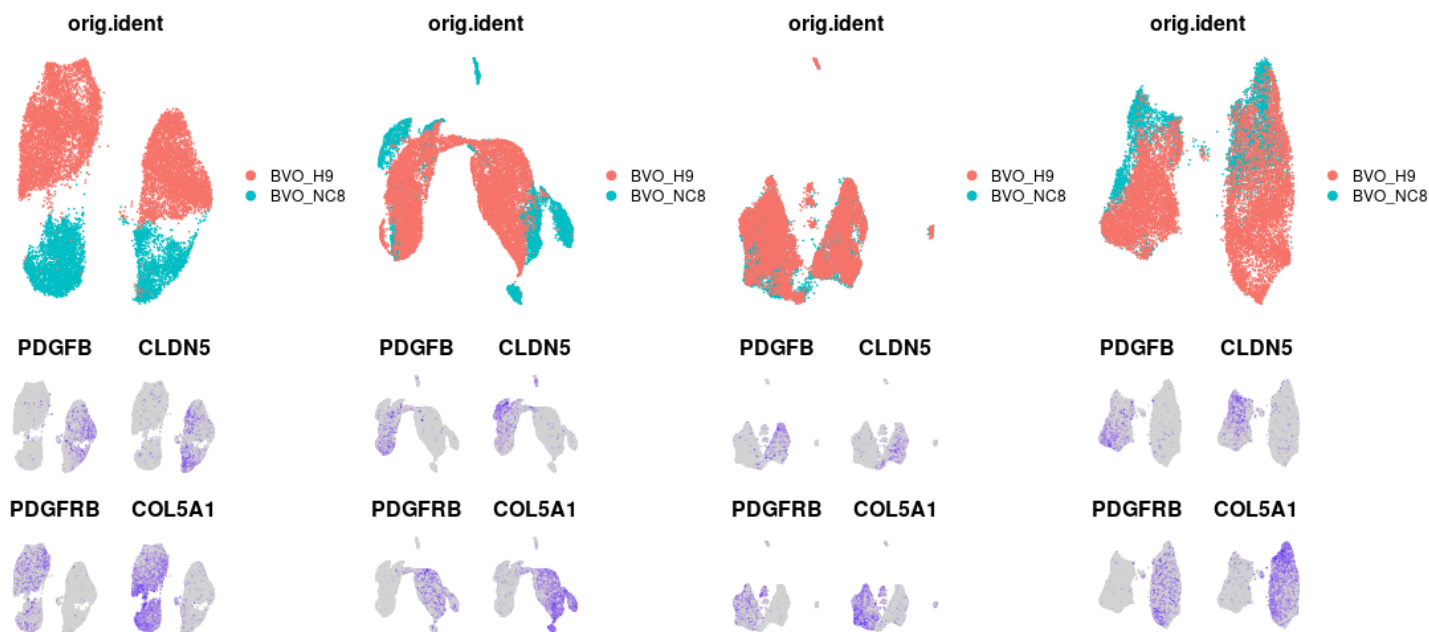 orig.ident orig.ident orig.ident orig.ident
BVO_H9 BVO_H9 BVO_H9 BVO_H9
BVO_NC8 BVO_NC8 BVO_NC8 BVO_NC8
PDGFB CLDN5 PDGFB CLDN5 PDGFB CLDN5 PDGFB CLDN5
PDGFRB COL5A1 PDGFRB COL5A1 PDGFRB COL5A1 PDGFRB COL5A1